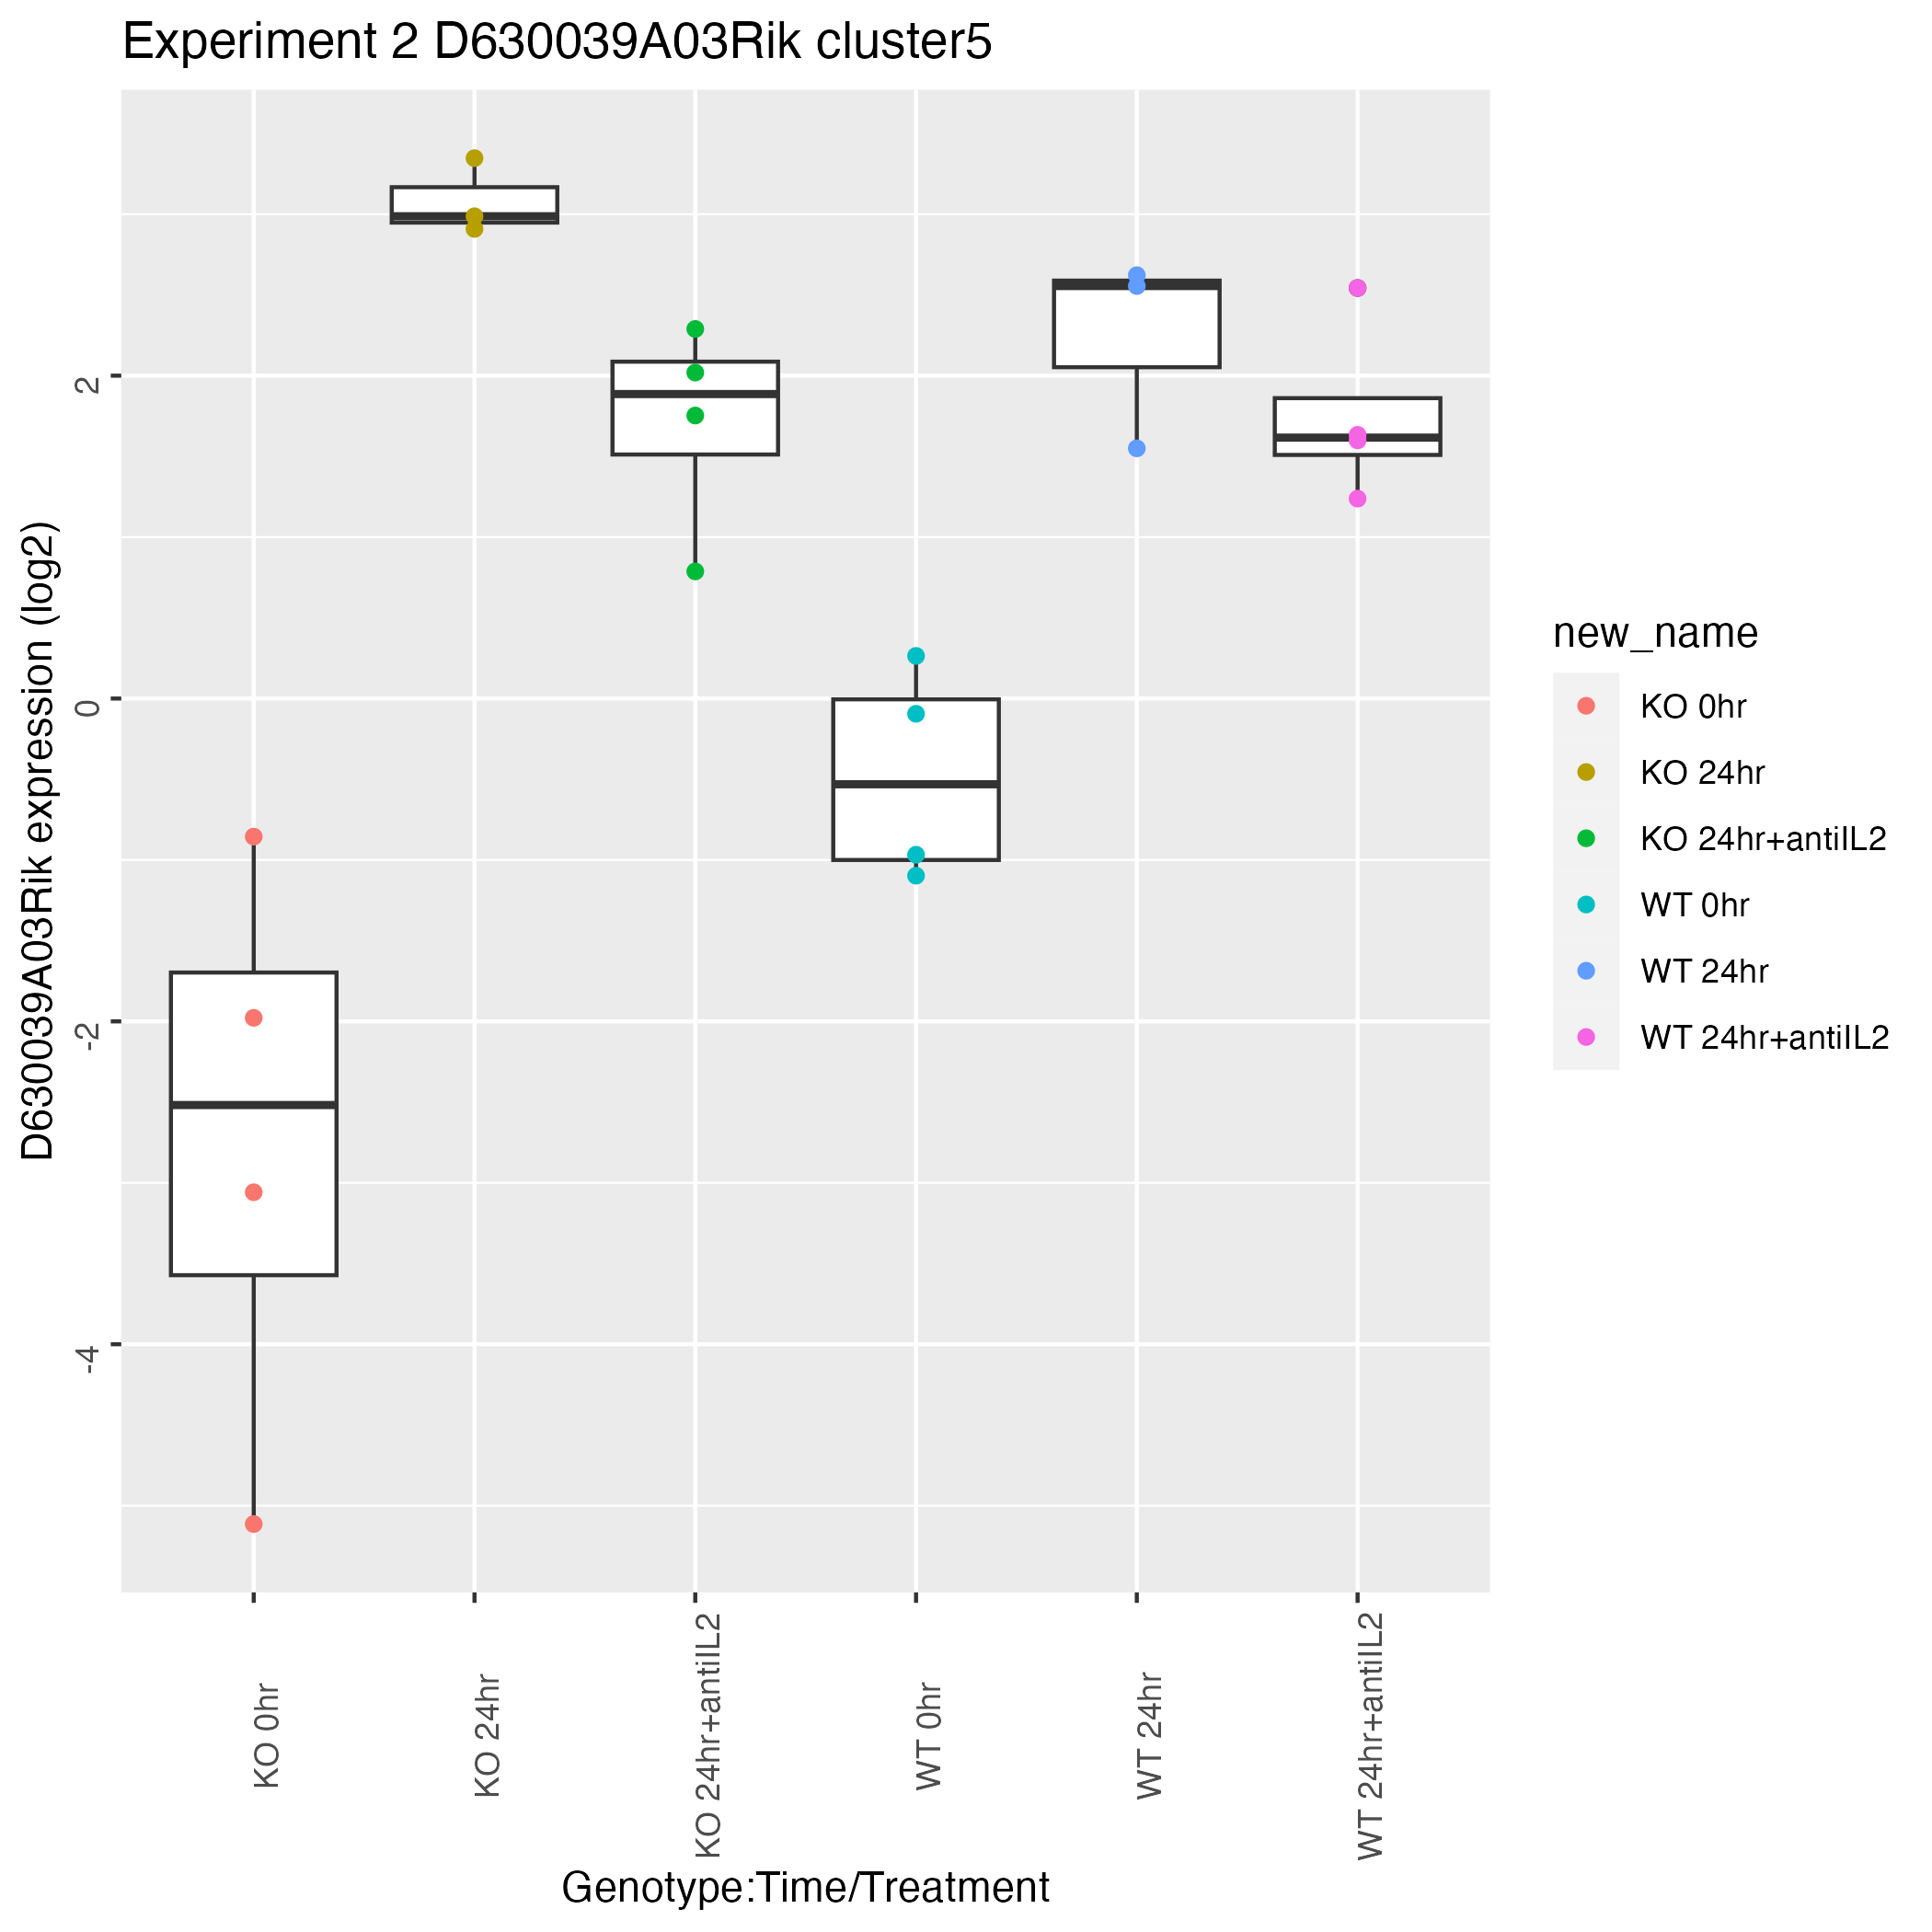 Experiment 2 D630039A03Rik cluster5
D630039A03Rik expression (log2)
2
0
-2
-4
KO 0hr
KO 24hr
KO 24hr+antiIL2
WT 0hr
WT 24hr
WT 24hr+antiIL2
Genotype:Time/Treatment
new_name
KO 0hr
KO 24hr
KO 24hr+antiIL2
WT 0hr
WT 24hr
WT 24hr+antiIL2